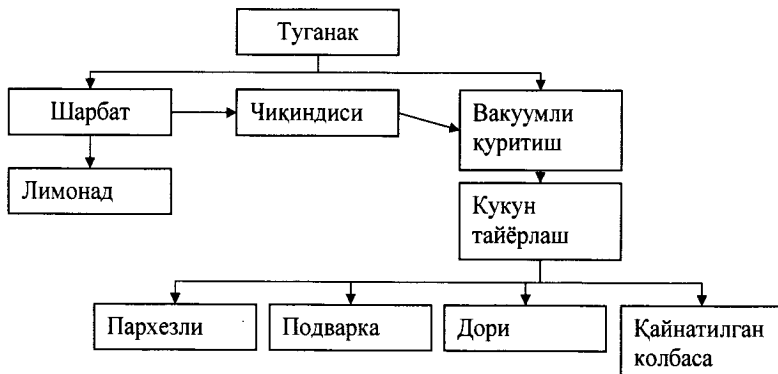 Туганак
Шарбат
Чиқиндиси
Вакуумли
қуритиш
Лимонад
Кукун
тайёрлаш
Пархезли
Подварка
Дори
Қайнатилган
колбаса